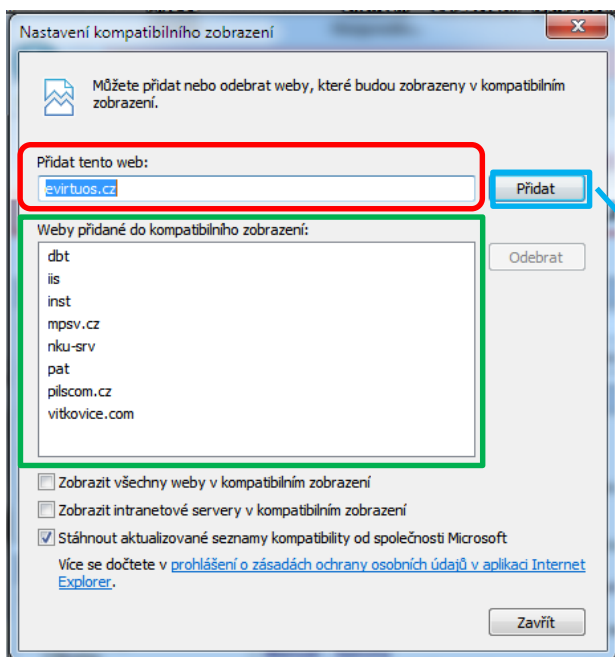 Nastavení kompatibilního zobrazení
Můžete přidat nebo odebrat weby, které budou zobrazeny v kompatibilním
zobrazení.
Přidat tento web:
evirtuos.cz
Přidat
Weby přidané do kompatibilního zobrazení:
dbt
iis
inst
mpsv.cz
nku-srv
pat
pilscom.cz
vitkovice.com
Odebrat
Zobrazit všechny weby v kompatibilním zobrazení
Zobrazit intranetové servery v kompatibilním zobrazení
Stáhnout aktualizované seznamy kompatibility od společnosti Microsoft
Více se dočtete v prohlášení o zásadách ochrany osobních údajů v aplikaci Internet
Explorer.
Zavřít